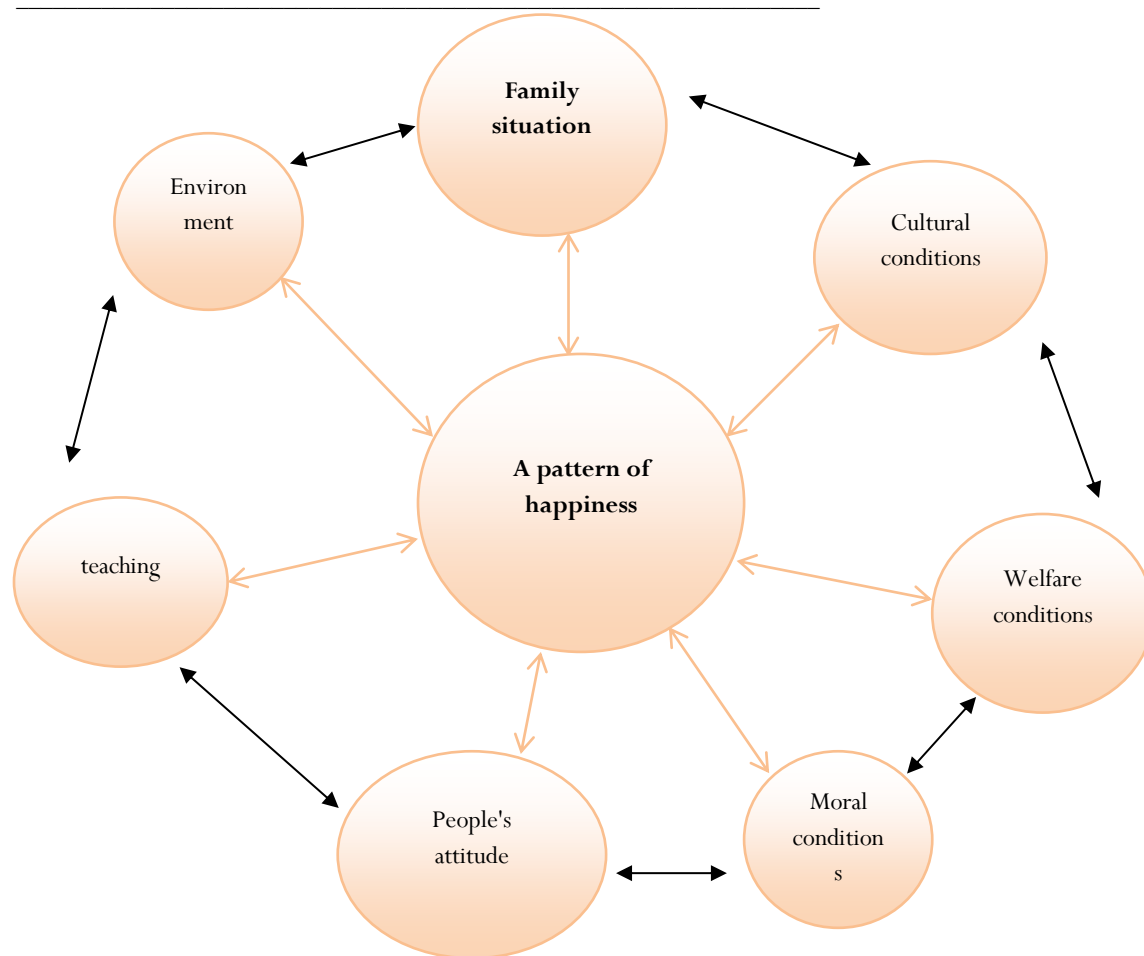 Family
situation
Environ
ment
Cultural
conditions
A pattern of
happiness
teaching
Welfare
conditions
People's
attitude
Moral
condition
s